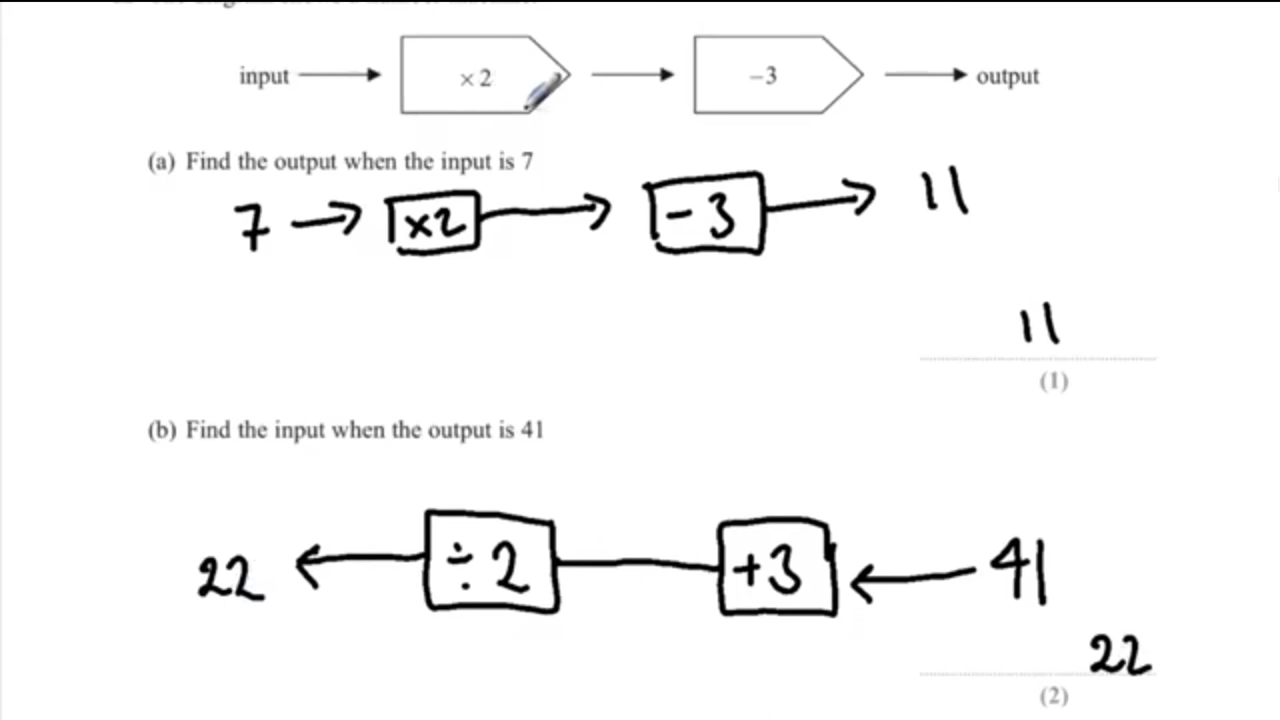 input × 2 −3 output
(a) Find the output when the input is 7
7 ×2 −3 11
11
(1)
(b) Find the input when the output is 41
22 ÷2 +3 41
22
(2)